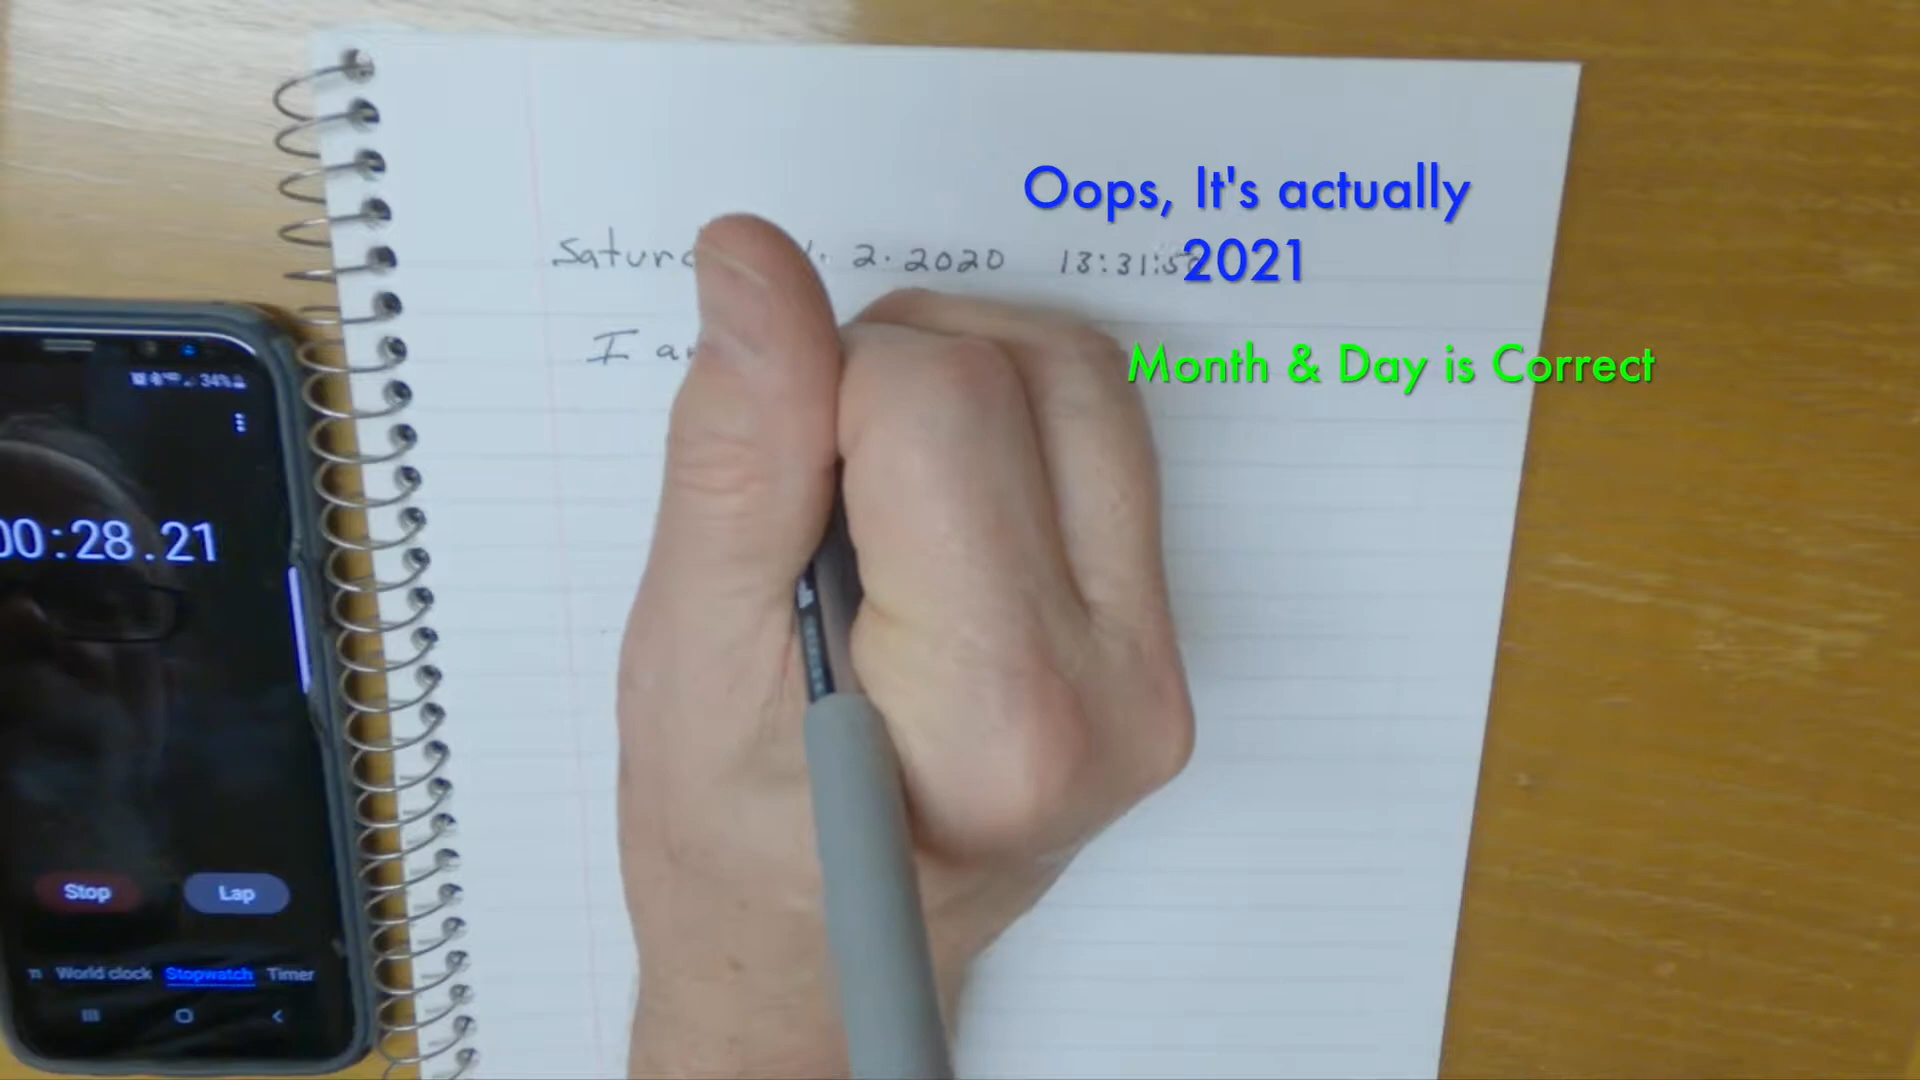 Oops, It's actually
2021
2.2020 13:31:5
I
Month & Day is Correct
34%
00:28.21
Stop Lap
World clock Stopwatch Timer